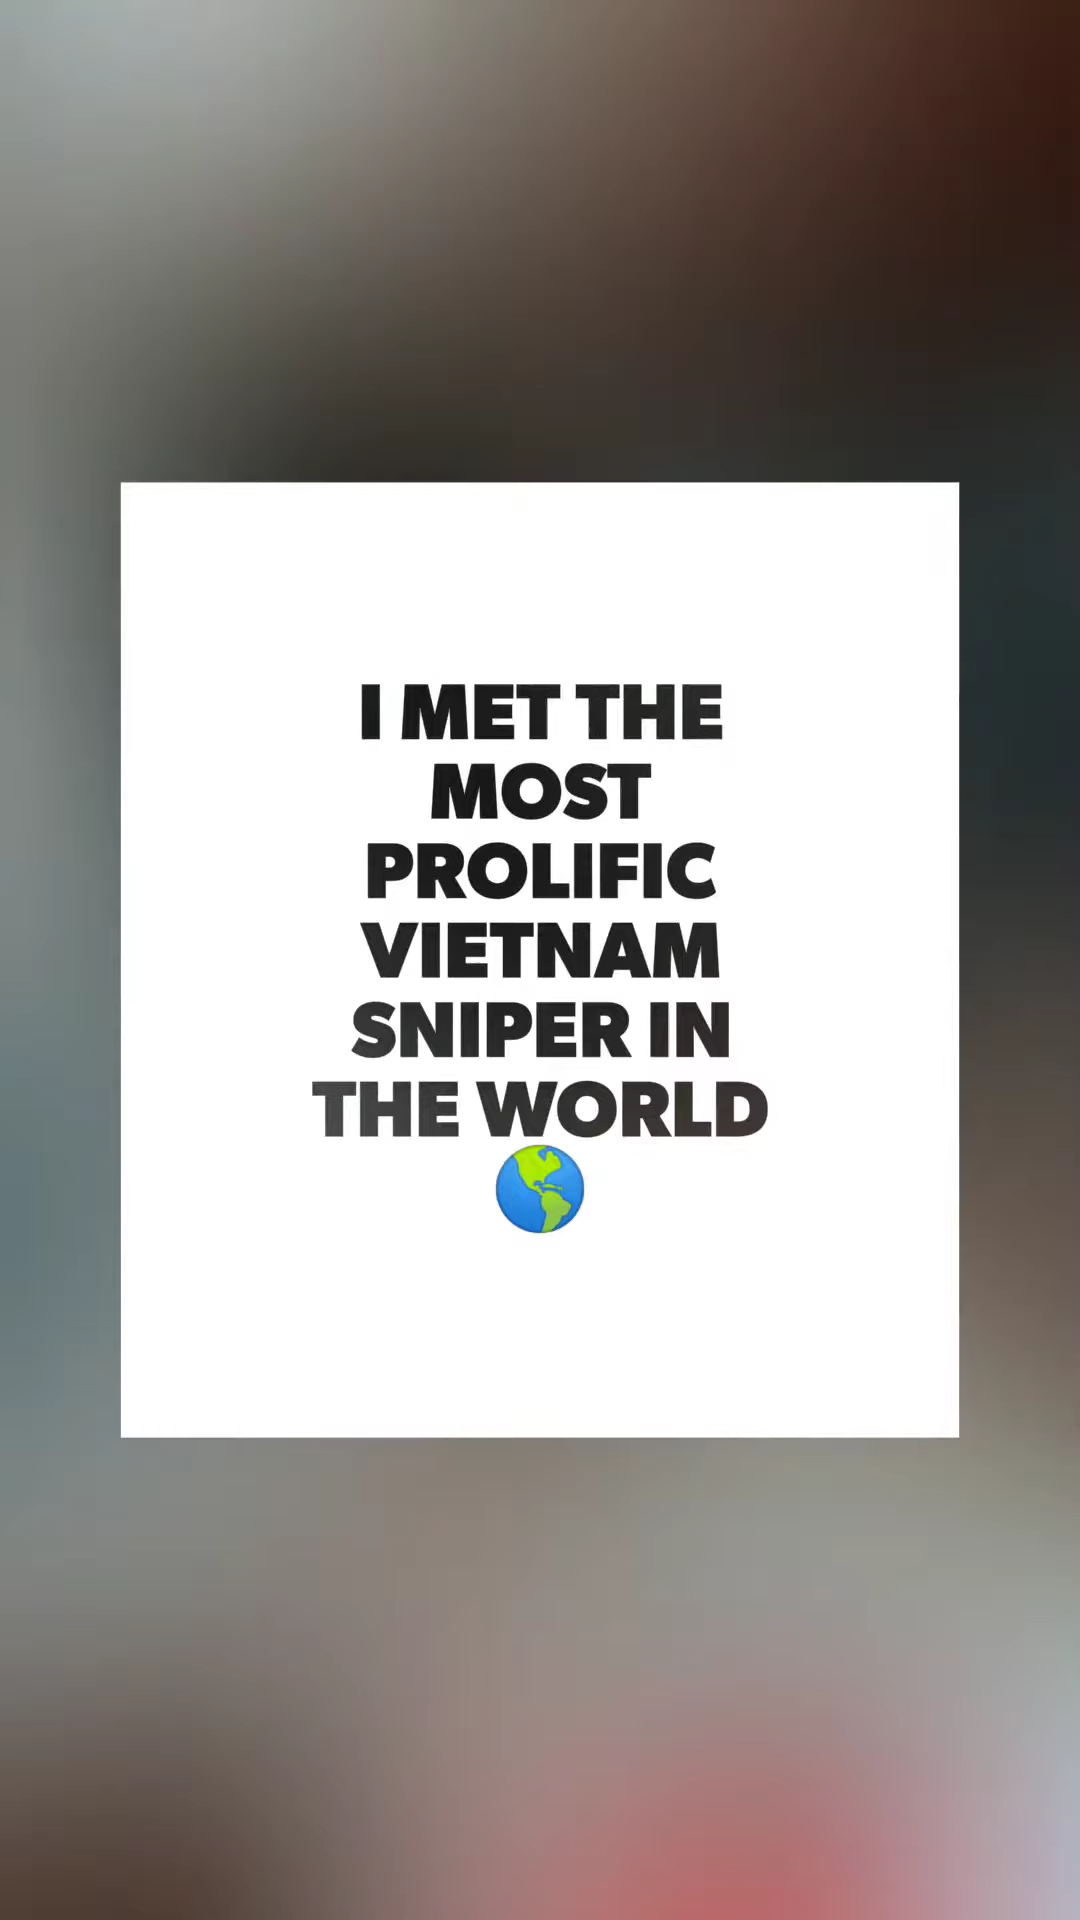 I MET THE
MOST
PROLIFIC
VIETNAM
SNIPER IN
THE WORLD
🌎